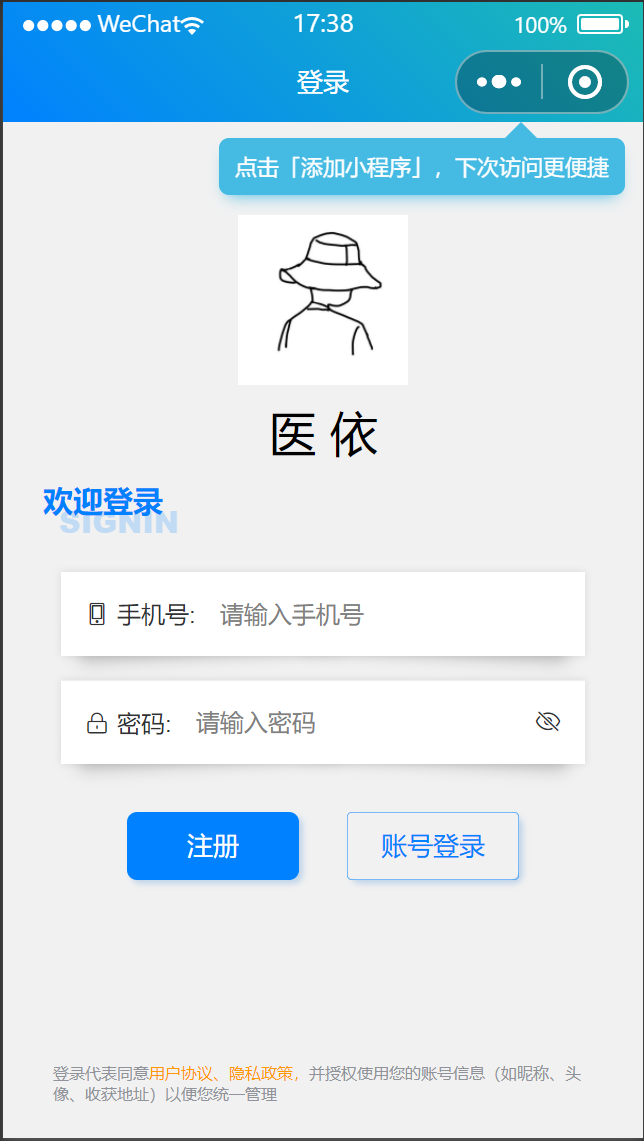 WeChat 17:38 100%
登录
点击「添加小程序」，下次访问更便捷
医 依
欢迎登录
SIGNIN
手机号: 请输入手机号
密码: 请输入密码
注册 账号登录
登录代表同意用户协议、隐私政策，并授权使用您的账号信息（如昵称、头
像、收获地址）以便您统一管理